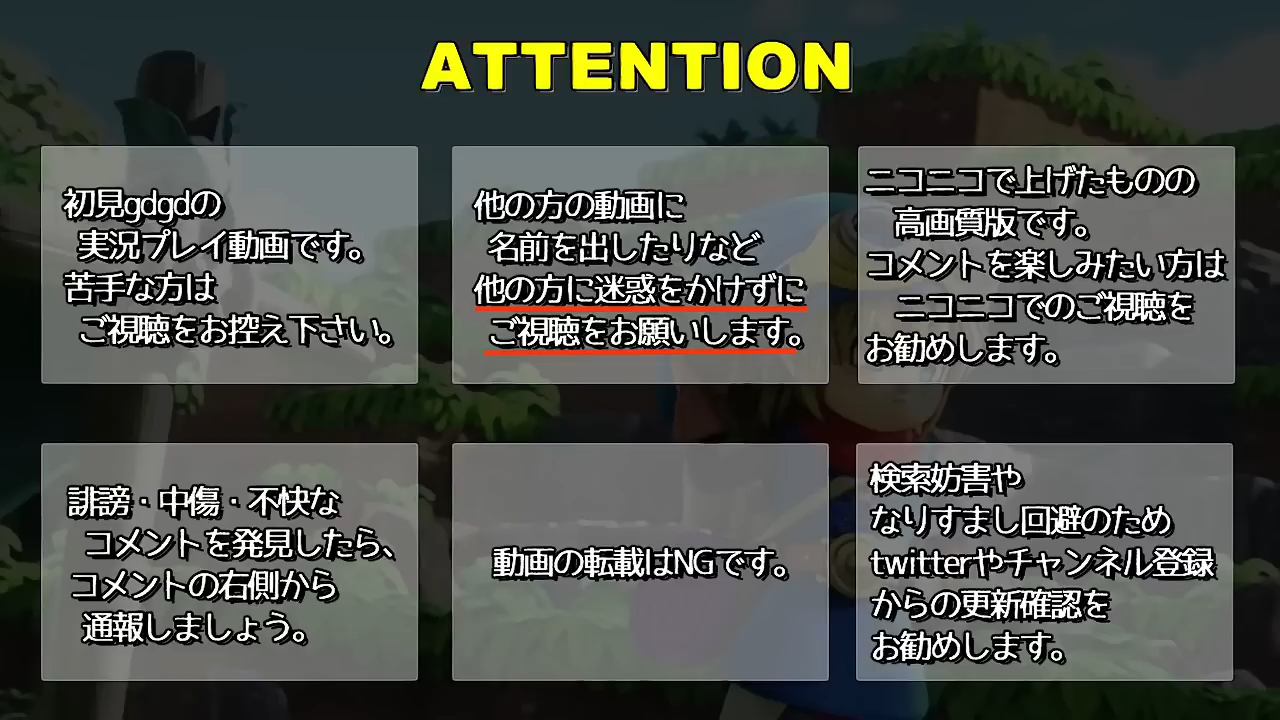 ATTENTION
初見gdgdの
実況プレイ動画です。
苦手な方は
ご視聴をお控え下さい。
他の方の動画に
名前を出したりなど
他の方に迷惑をかけずに
ご視聴をお願いします。
ニコニコで上げたものの
高画質版です。
コメントを楽しみたい方は
ニコニコでのご視聴を
お勧めします。
誹謗・中傷・不快な
コメントを発見したら、
コメントの右側から
通報しましょう。
動画の転載はNGです。
検索妨害や
なりすまし回避のため
twitterやチャンネル登録
からの更新確認を
お勧めします。